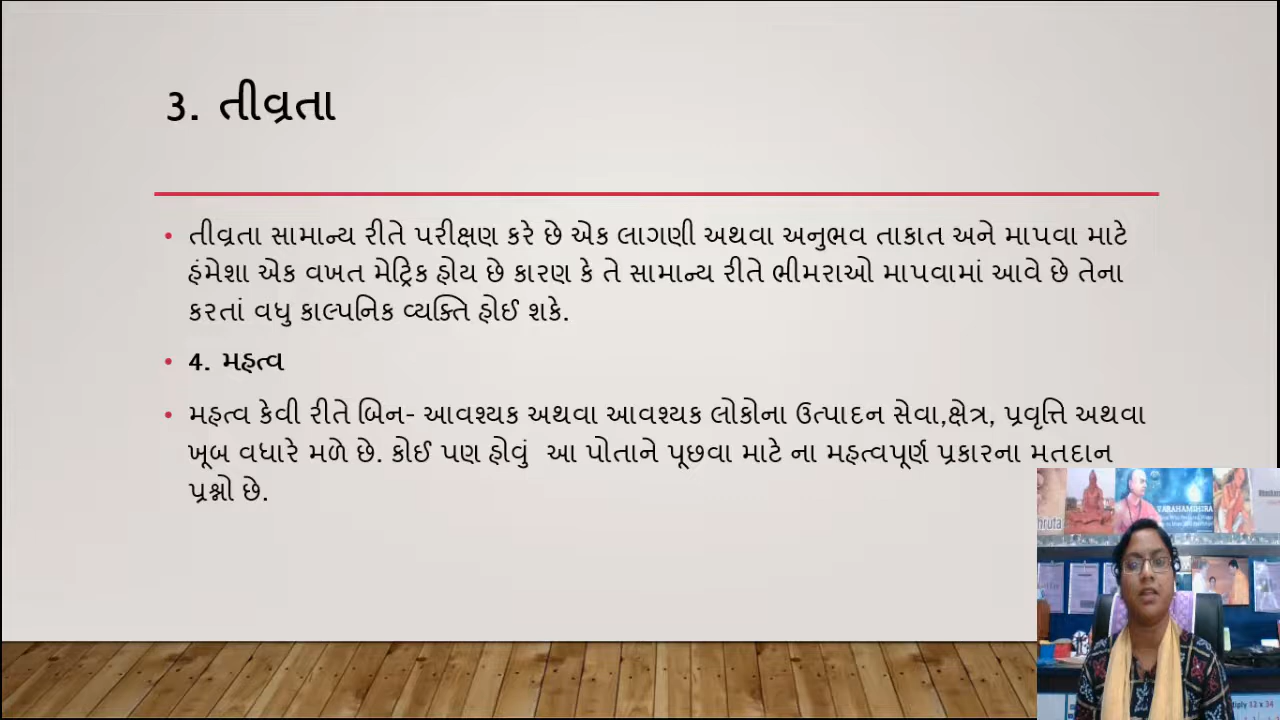 3. તીવ્રતા
• તીવ્રતા સામાન્ય રીતે પરીક્ષણ કરે છે એક લાગણી અથવા અનુભવ તાકાત અને માપવા માટે
હંમેશા એક વખત મેટ્રિક હોય છે કારણ કે તે સામાન્ય રીતે ભીમરાઓ માપવામાં આવે છે તેના
કરતાં વધુ કાલ્પનિક વ્યક્તિ હોઈ શકે.
• 4. મહત્વ
• મહત્વ કેવી રીતે બિન- આવશ્યક અથવા આવશ્યક લોકોના ઉત્પાદન સેવા,ક્ષેત્ર, પ્રવૃત્તિ અથવા
ખૂબ વધારે મળે છે. કોઈ પણ હોવું આ પોતાને પૂછવા માટે ના મહત્વપૂર્ણ પ્રકારના મતદાન
પ્રશ્નો છે.
VARAHAMIHIRA